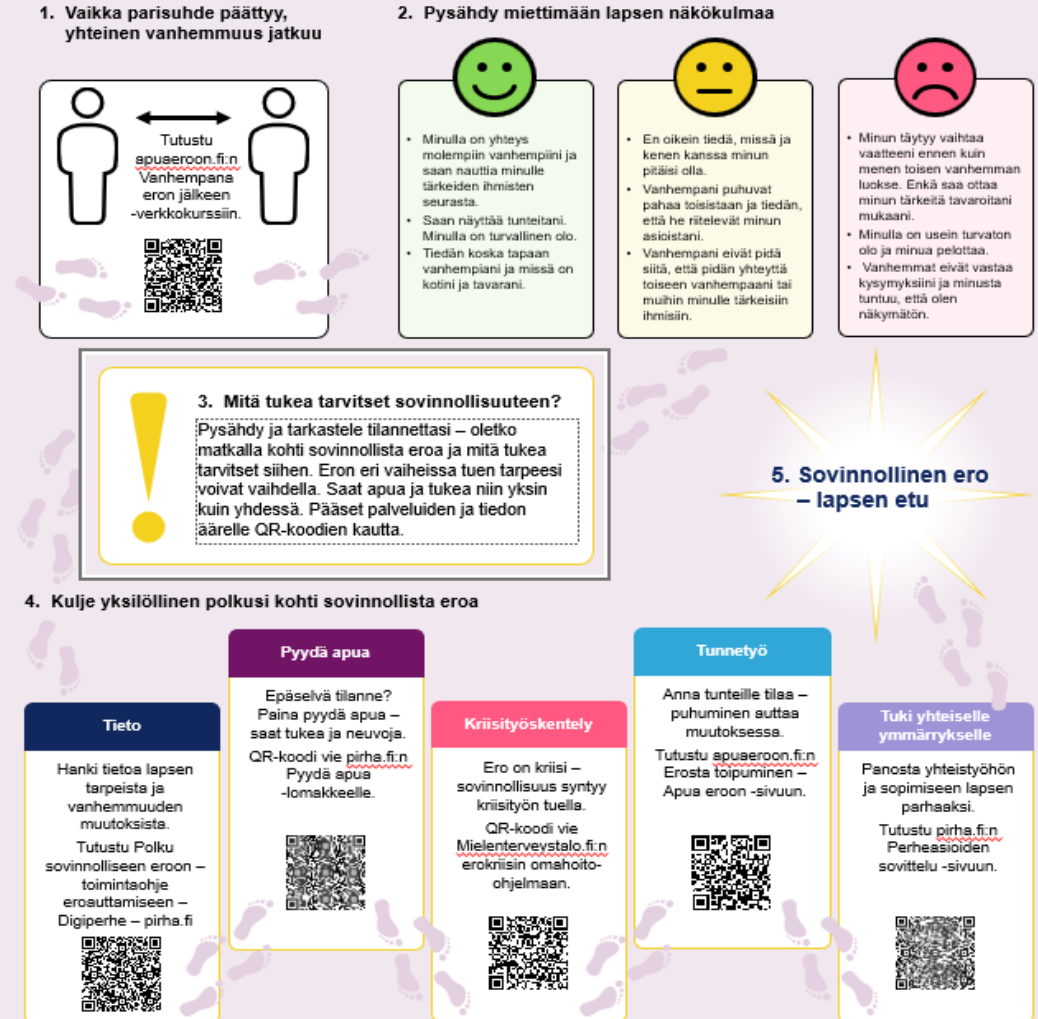 1. Vaikka parisuhde päättyy,
yhteinen vanhemmuus jatkuu
Tutustu
apuaeroon.fi:n
Vanhempana
eron jälkeen
-verkkokurssiin.
2. Pysähdy miettimään lapsen näkökulmaa
• Minulla on yhteys
molempiin vanhempiini ja
saan nauttia minulle
tärkeiden ihmisten
seurasta.
• Saan näyttää tunteitani.
Minulla on turvallinen olo.
• Tiedän koska tapaan
vanhempiani ja missä on
kotini ja tavarani.
• En oikein tiedä, missä ja
kenen kanssa minun
pitäisi olla.
• Vanhempani puhuvat
pahaa toisistaan ja tiedän,
että he riitelevät minun
asioistani.
• Vanhempani eivät pidä
siitä, että pidän yhteyttä
toiseen vanhempaani tai
muihin minulle tärkeisiin
ihmisiin.
• Minun täytyy vaihtaa
vaatteeni ennen kuin
menen toisen vanhemman
luokse. Enkä saa ottaa
minun tärkeitä tavaroitani
mukaani.
• Minulla on usein turvaton
olo ja minua pelottaa.
• Vanhemmat eivät vastaa
kysymyksiini ja minusta
tuntuu, että olen
näkymätön.
3. Mitä tukea tarvitset sovinnollisuuteen?
Pysähdy ja tarkastele tilannettasi – oletko
matkalla kohti sovinnollista eroa ja mitä tukea
tarvitset siihen. Eron eri vaiheissa tuen tarpeesi
voivat vaihdella. Saat apua ja tukea niin yksin
kuin yhdessä. Pääset palveluiden ja tiedon
äärelle QR-koodien kautta.
5. Sovinnollinen ero
– lapsen etu
4. Kulje yksilöllinen polkusi kohti sovinnollista eroa
Tieto
Hanki tietoa lapsen
tarpeista ja
vanhemmuuden
muutoksista.
Tutustu Polku
sovinnolliseen eroon –
toimintaohje
eroauttamiseen –
Digiperhe – pirha.fi
Pyydä apua
Epäselvä tilanne?
Paina pyydä apua –
saat tukea ja neuvoja.
QR-koodi vie pirha.fi:n
Pyydä apua
-lomakkeelle.
Kriisityöskentely
Ero on kriisi –
sovinnollisuus syntyy
kriisityön tuella.
QR-koodi vie
Mielenterveystalo.fi:n
erokriisin omahoito-
ohjelmaan.
Tunnetyö
Anna tunteille tilaa –
puhuminen auttaa
muutoksessa.
Tutustu apuaeroon.fi:n
Erosta toipuminen –
Apua eroon -sivuun.
Tuki yhteiselle
ymmärrykselle
Panosta yhteistyöhön
ja sopimiseen lapsen
parhaaksi.
Tutustu pirha.fi:n
Perheasioiden
sovittelu -sivuun.